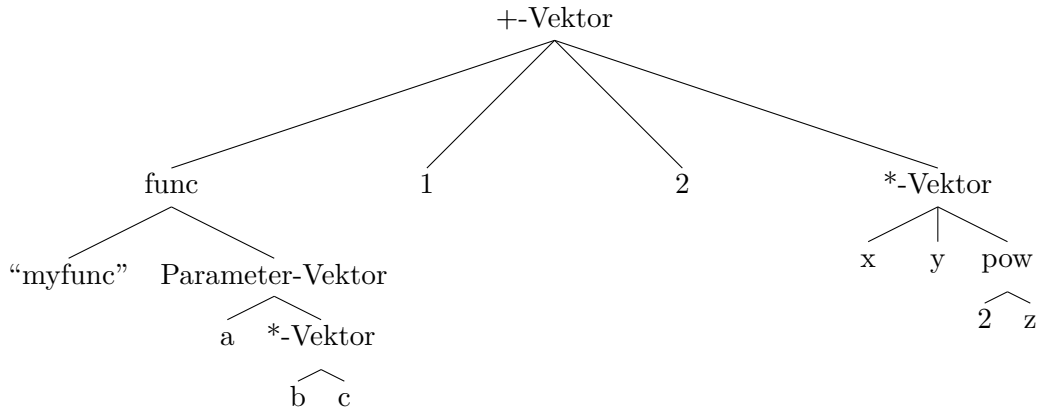 +-Vektor
func 1 2 *-Vektor
“myfunc” Parameter-Vektor x y pow
a *-Vektor 2 z
b c